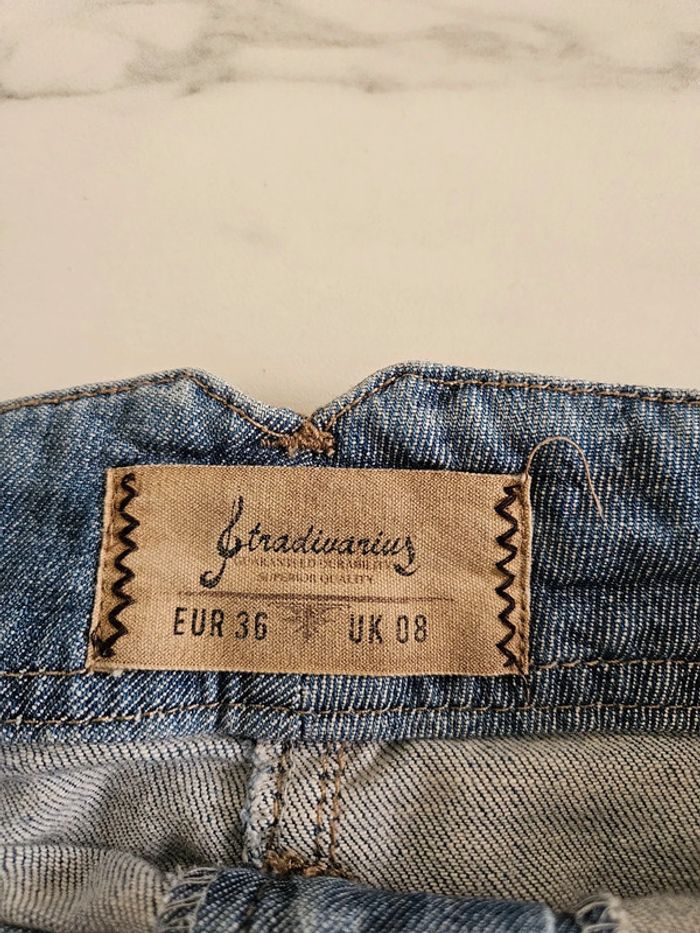 Stradivarius
GUARANTEED DURABILITY
SUPERIOR QUALITY
EUR 36 UK 08